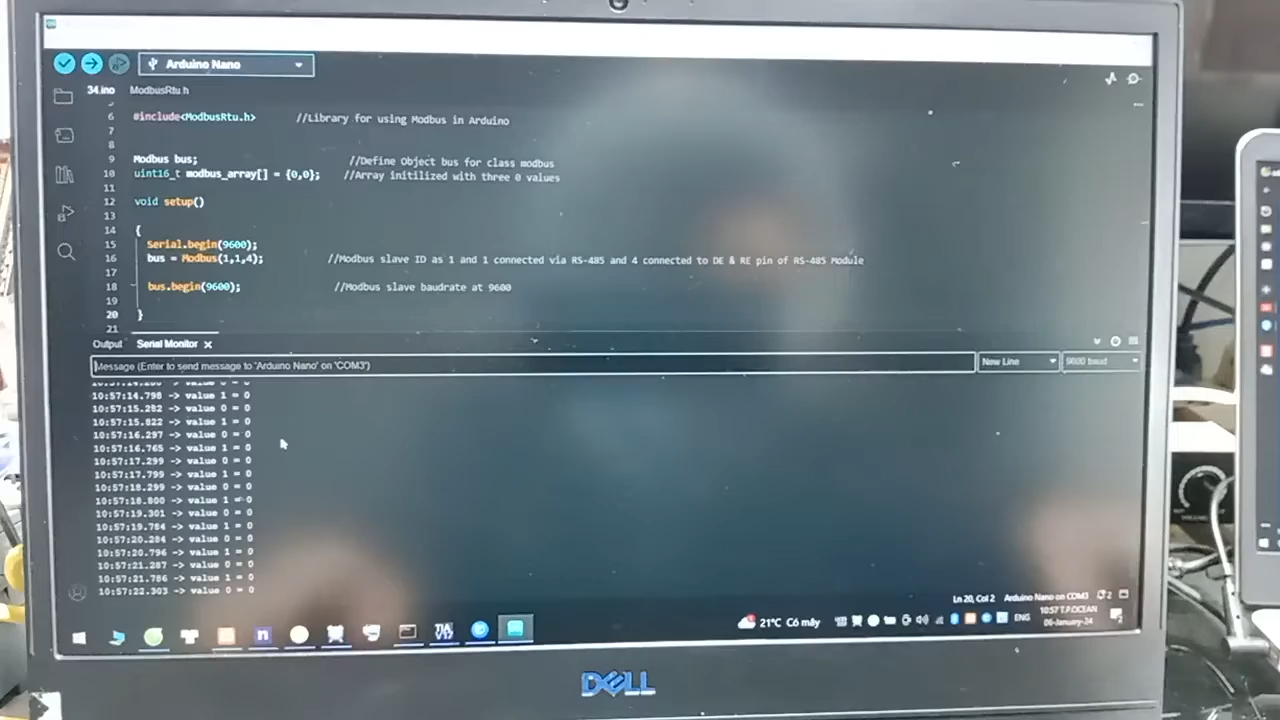 Arduino Nano
34.ino ModbusRtu.h
6 #include<ModbusRtu.h> //Library for using Modbus in Arduino
7
8
9 Modbus bus; //Define Object bus for class modbus
10 uint16_t modbus_array[] = {0,0}; //Array initilized with three 0 values
11
12 void setup()
13
14 {
15 Serial.begin(9600);
16 bus = Modbus(1,1,4); //Modbus slave ID as 1 and 1 connected via RS-485 and 4 connected to DE & RE pin of RS-485 Module
17
18 bus.begin(9600); //Modbus slave baudrate at 9600
19
20 }
21
Output Serial Monitor
Message (Enter to send message to 'Arduino Nano' on 'COM3') New Line 9600 baud
10:57:14.798 -> value 1 = 0
10:57:15.282 -> value 0 = 0
10:57:15.822 -> value 1 = 0
10:57:16.297 -> value 0 = 0
10:57:16.765 -> value 1 = 0
10:57:17.299 -> value 0 = 0
10:57:17.799 -> value 1 = 0
10:57:18.299 -> value 0 = 0
10:57:18.800 -> value 1 = 0
10:57:19.301 -> value 0 = 0
10:57:19.784 -> value 1 = 0
10:57:20.284 -> value 0 = 0
10:57:20.796 -> value 1 = 0
10:57:21.287 -> value 0 = 0
10:57:21.786 -> value 1 = 0
10:57:22.303 -> value 0 = 0
Ln 20, Col 2 Arduino Nano on COM3 2
21°C Có mây ENG 10:57 T.P.OCEAN
06-January-24
DELL